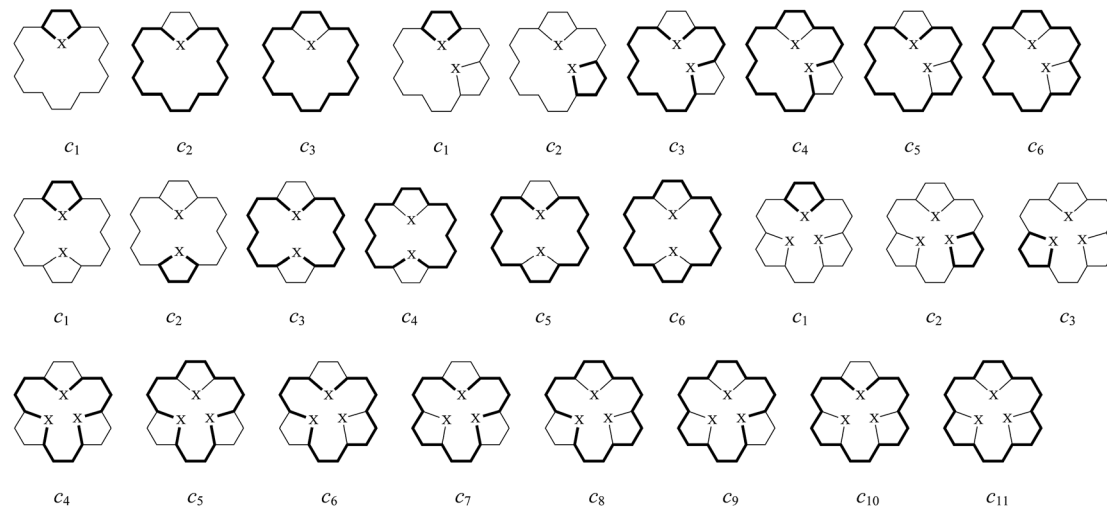 X X X X X X X X X X X X X X X
c1 c2 c3 c1 c2 c3 c4 c5 c6
X X X X X X X X X X X X X X X X X X X X X
c1 c2 c3 c4 c5 c6 c1 c2 c3
X X X X X X X X X X X X X X X X X X X X X X X X
c4 c5 c6 c7 c8 c9 c10 c11